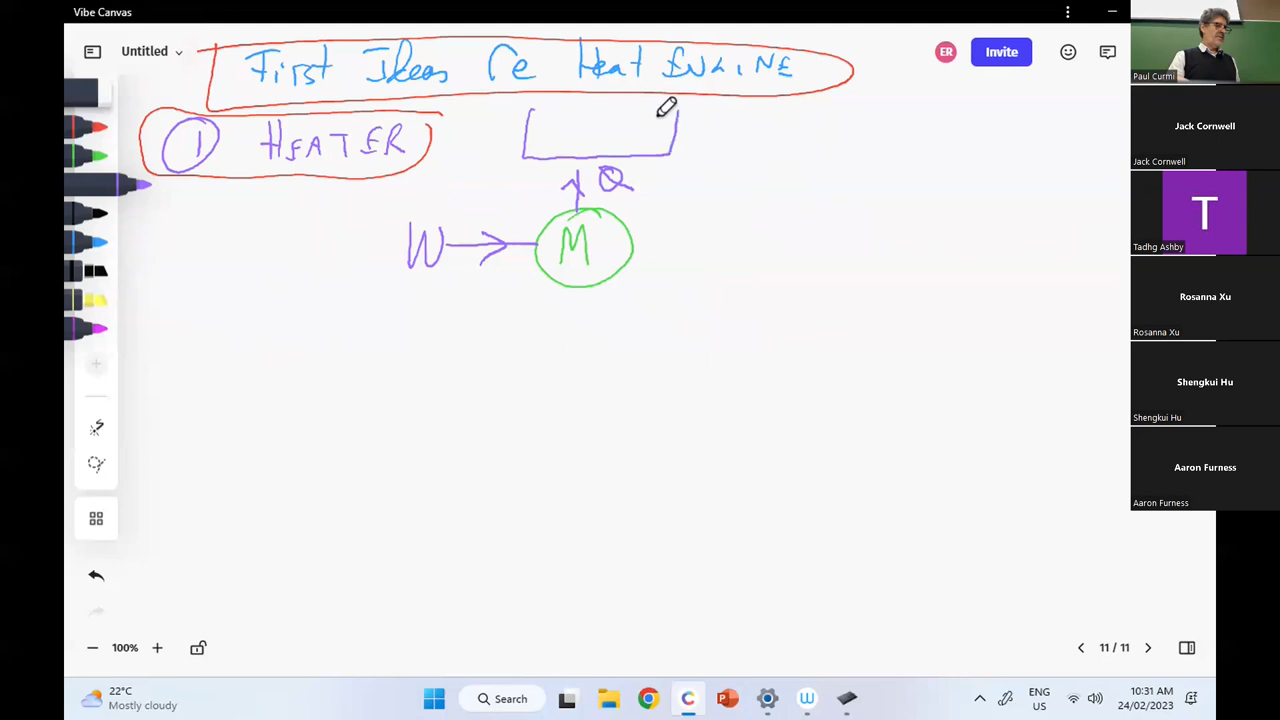 Vibe Canvas
Untitled
First Ideas re Heat ENGINE
ER
Invite
1 HEATER
Q
W
M
Paul Curmi
Jack Cornwell
Jack Cornwell
T
Tadhg Ashby
Rosanna Xu
Rosanna Xu
Shengkui Hu
Shengkui Hu
Aaron Furness
Aaron Furness
100%
11 / 11
22°C
Mostly cloudy
Search
ENG
US
10:31 AM
24/02/2023